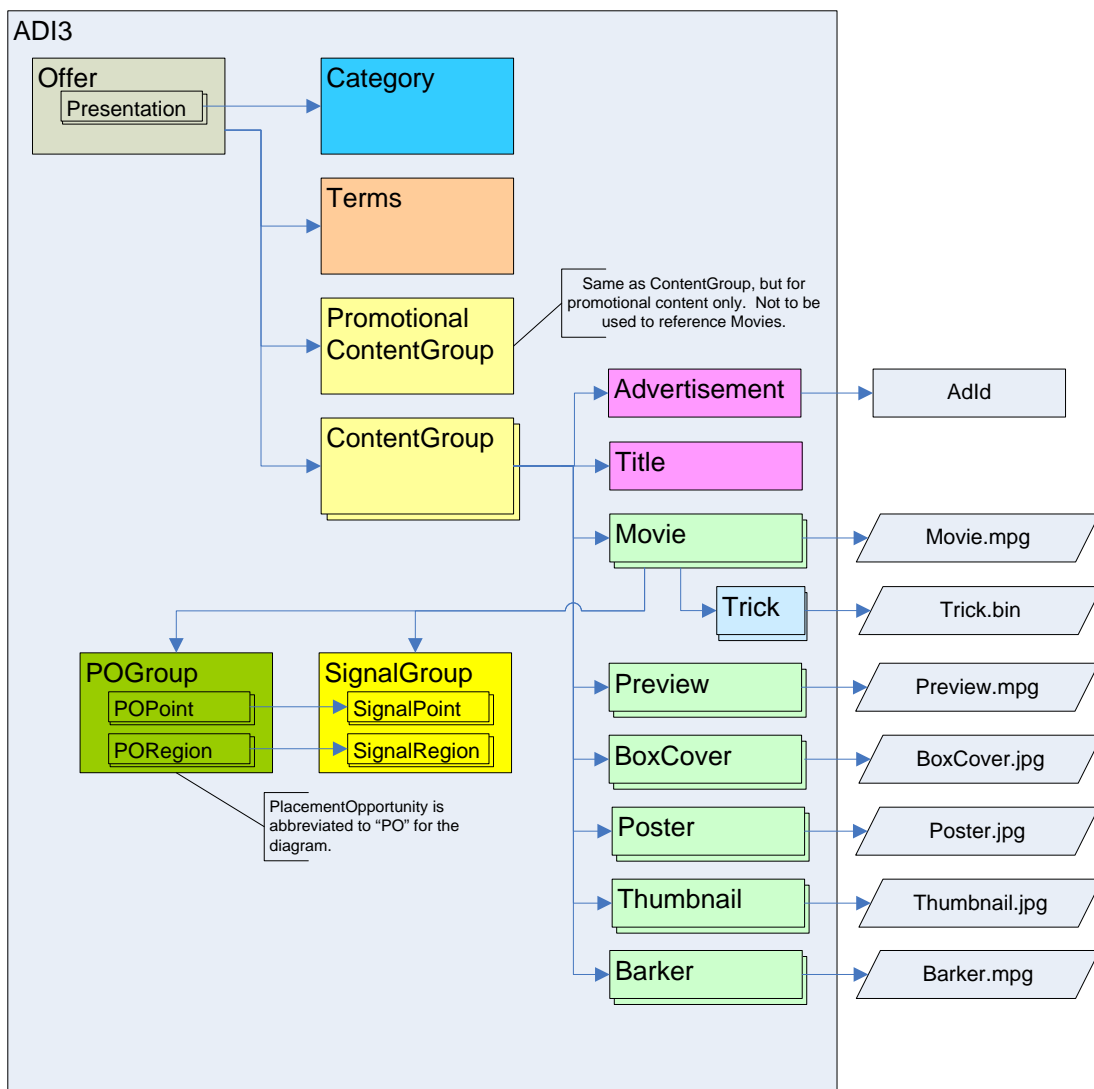 ADI3
Offer
Presentation
Category
Terms
Same as ContentGroup, but for
promotional content only.  Not to be
used to reference Movies.
Promotional
ContentGroup
Advertisement
AdId
ContentGroup
Title
Movie
Movie.mpg
Trick
Trick.bin
POGroup
POPoint
PORegion
SignalGroup
SignalPoint
SignalRegion
Preview
Preview.mpg
BoxCover
BoxCover.jpg
PlacementOpportunity is
abbreviated to “PO” for the
diagram.
Poster
Poster.jpg
Thumbnail
Thumbnail.jpg
Barker
Barker.mpg